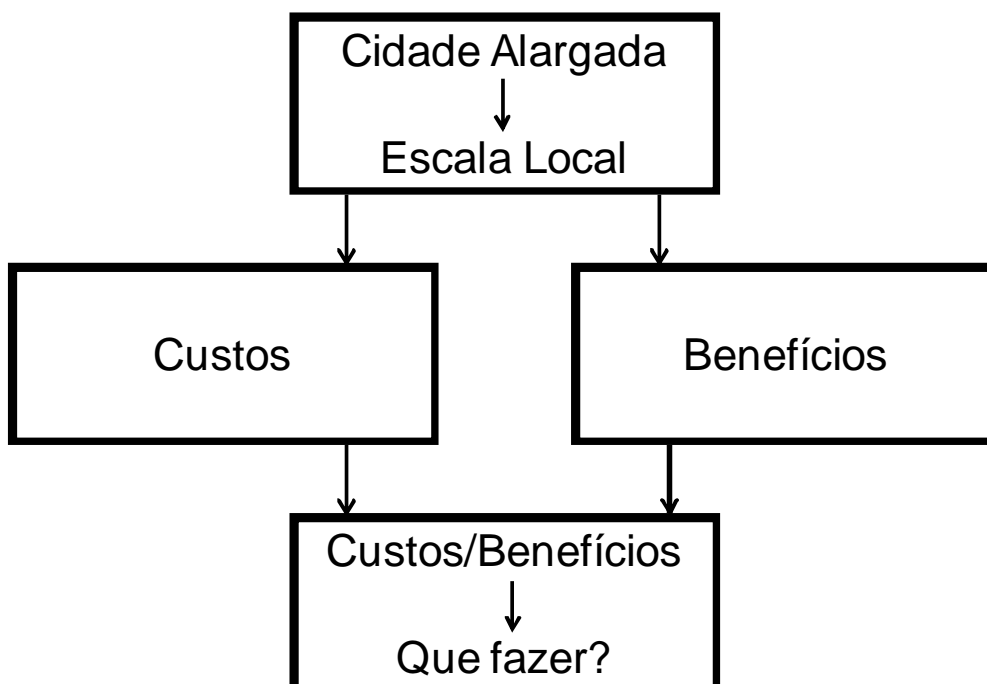 Cidade Alargada
Escala Local
Custos
Benefícios
Custos/Benefícios
Que fazer?